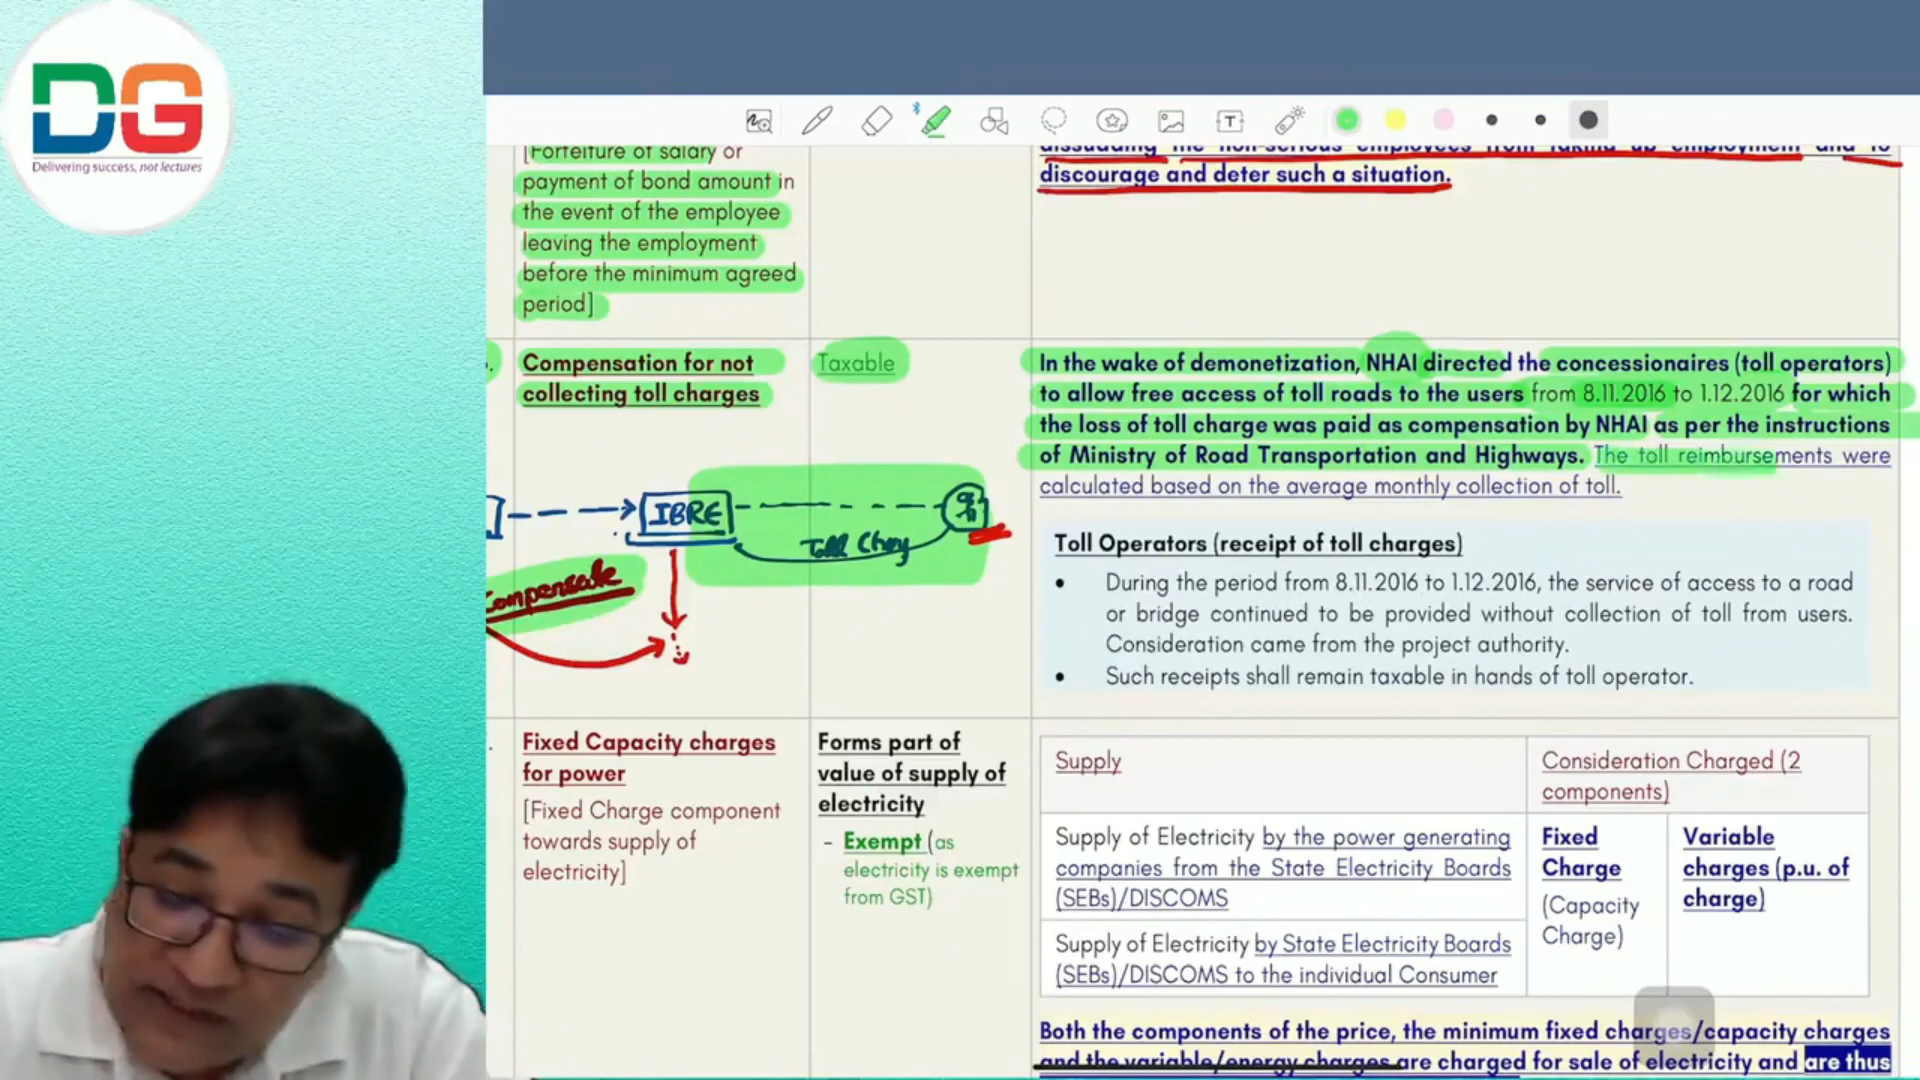 DG
Delivering success, not lectures
[Forfeiture of salary or
payment of bond amount in
the event of the employee
leaving the employment
before the minimum agreed
period]
dissuading the non-serious employees from taking up employment and to
discourage and deter such a situation.
Compensation for not
collecting toll charges
Taxable
In the wake of demonetization, NHAI directed the concessionaires (toll operators)
to allow free access of toll roads to the users from 8.11.2016 to 1.12.2016 for which
the loss of toll charge was paid as compensation by NHAI as per the instructions
of Ministry of Road Transportation and Highways. The toll reimbursements were
calculated based on the average monthly collection of toll.
IBRE
Toll Chrg
Compensate
Toll Operators (receipt of toll charges)
• During the period from 8.11.2016 to 1.12.2016, the service of access to a road
or bridge continued to be provided without collection of toll from users.
Consideration came from the project authority.
• Such receipts shall remain taxable in hands of toll operator.
Fixed Capacity charges
for power
[Fixed Charge component
towards supply of
electricity]
Forms part of
value of supply of
electricity
- Exempt (as
electricity is exempt
from GST)
Supply
Consideration Charged (2
components)
Supply of Electricity by the power generating
companies from the State Electricity Boards
(SEBs)/DISCOMS
Supply of Electricity by State Electricity Boards
(SEBs)/DISCOMS to the individual Consumer
Fixed
Charge
(Capacity
Charge)
Variable
charges (p.u. of
charge)
Both the components of the price, the minimum fixed charges/capacity charges
and the variable/energy charges are charged for sale of electricity and are thus